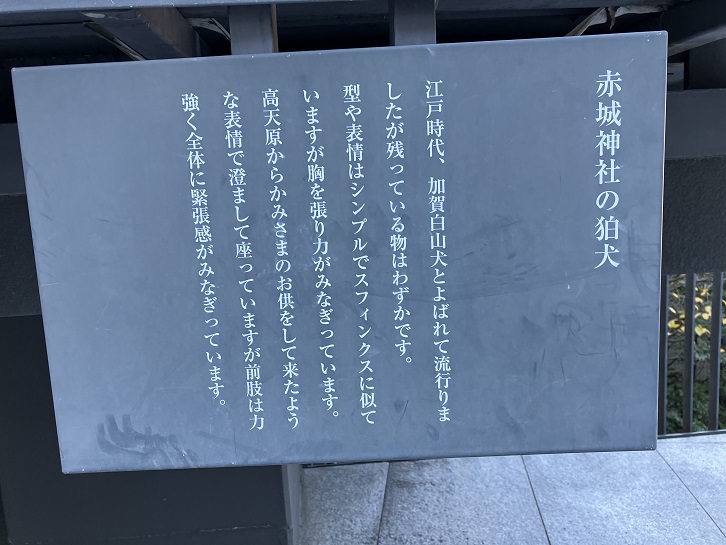 赤城神社の狛犬
江戸時代、加賀白山犬とよばれて流行りま
したが残っている物はわずかです。
型や表情はシンプルでスフィンクスに似て
いますが胸を張り力がみなぎっています。
高天原からかみさまのお供をして来たよう
な表情で澄まして座っていますが前肢は力
強く全体に緊張感がみなぎっています。